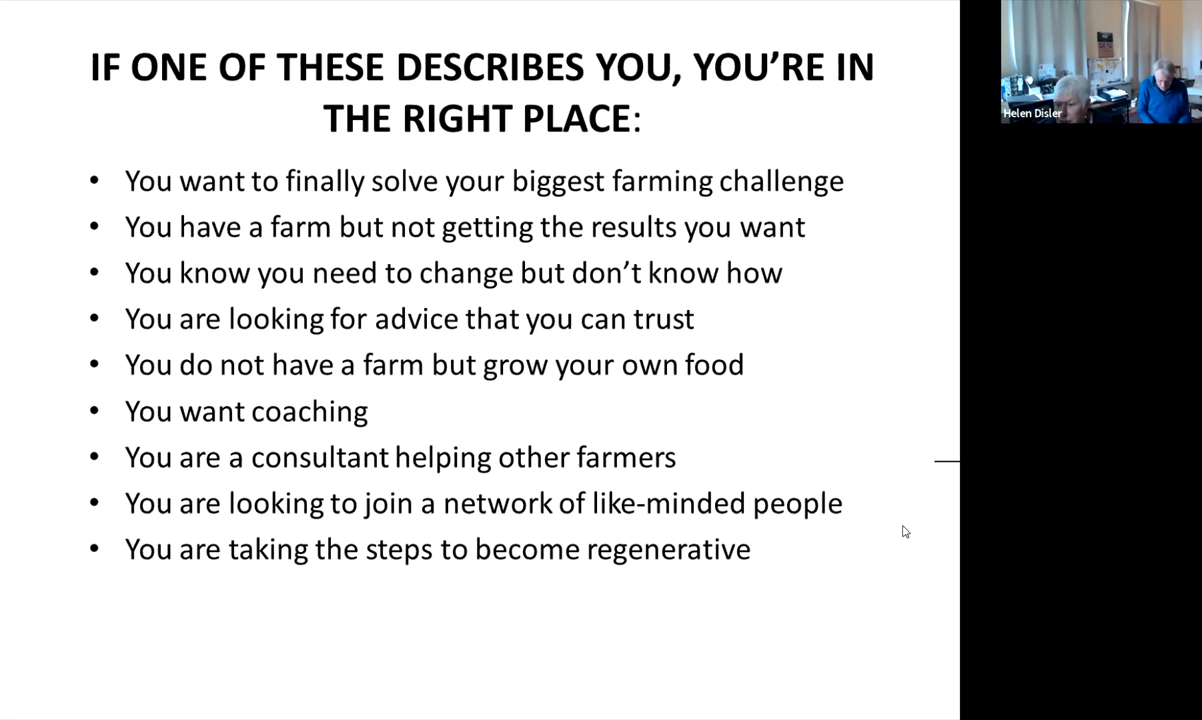 IF ONE OF THESE DESCRIBES YOU, YOU’RE IN
THE RIGHT PLACE:
• You want to finally solve your biggest farming challenge
• You have a farm but not getting the results you want
• You know you need to change but don’t know how
• You are looking for advice that you can trust
• You do not have a farm but grow your own food
• You want coaching
• You are a consultant helping other farmers
• You are looking to join a network of like-minded people
• You are taking the steps to become regenerative
Helen Disler